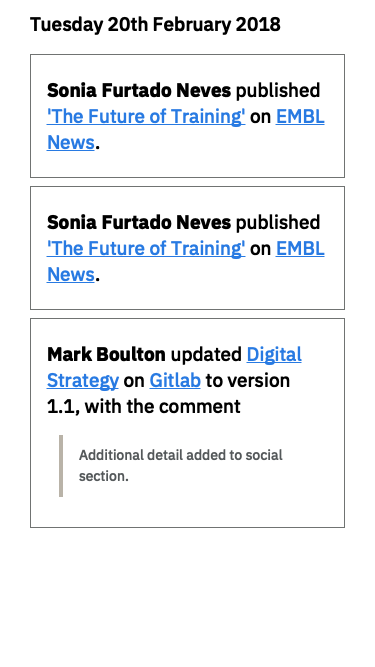 Tuesday 20th February 2018
Sonia Furtado Neves published
'The Future of Training' on EMBL
News.
Sonia Furtado Neves published
'The Future of Training' on EMBL
News.
Mark Boulton updated Digital
Strategy on Gitlab to version
1.1, with the comment
Additional detail added to social
section.